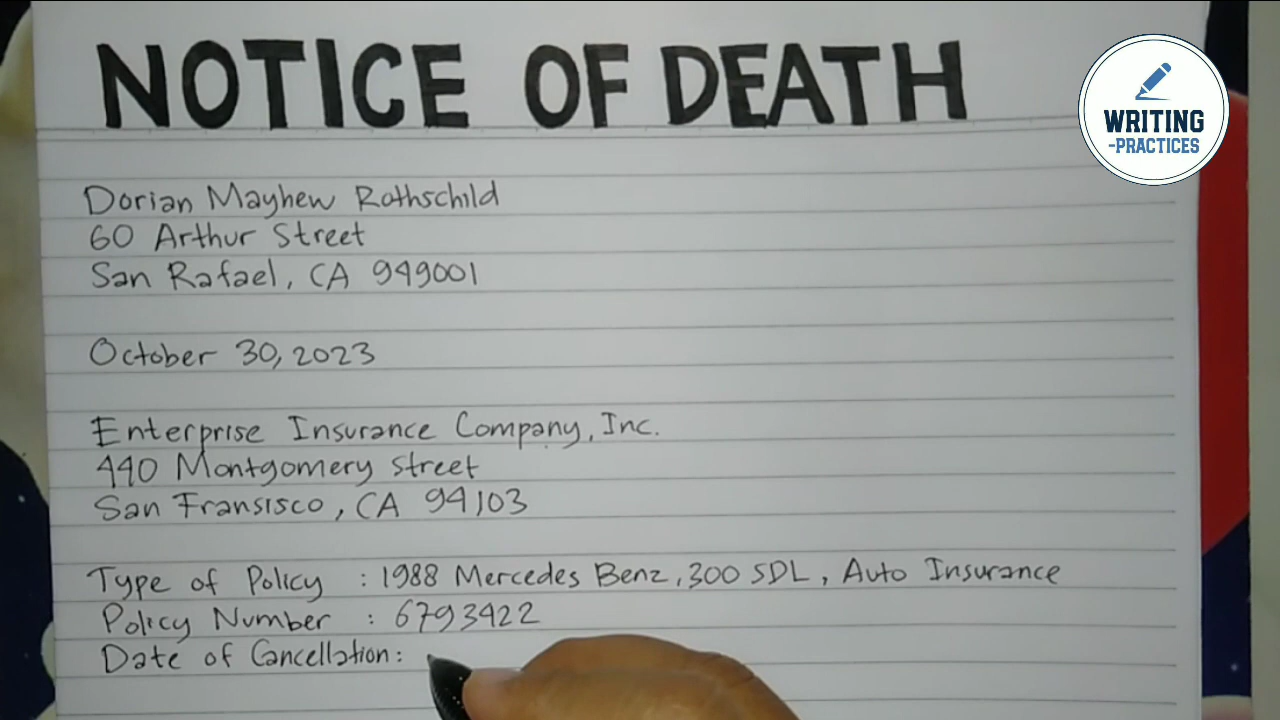 NOTICE OF DEATH
WRITING
-PRACTICES
Dorian Mayhew Rothschild
60 Arthur Street
San Rafael, CA 949001
October 30, 2023
Enterprise Insurance Company, Inc.
440 Montgomery street
San Fransisco, CA 94103
Type of Policy : 1988 Mercedes Benz, 300 SDL, Auto Insurance
Policy Number : 6793422
Date of Cancellation: